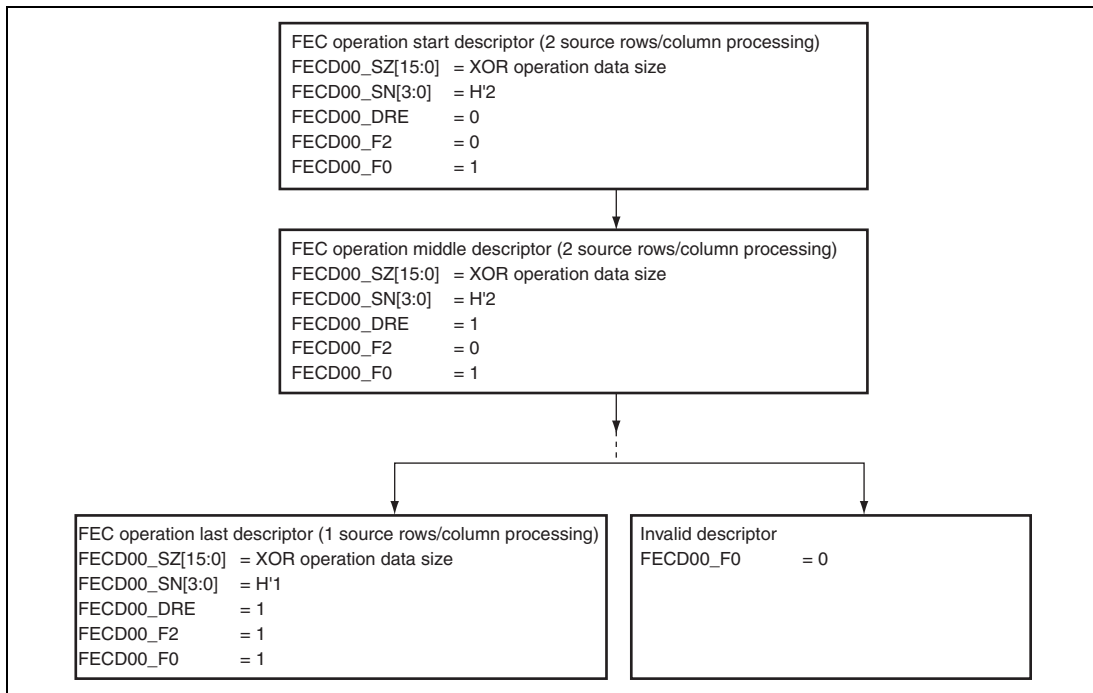 FEC operation start descriptor (2 source rows/column processing)
FECD00_SZ[15:0] = XOR operation data size
FECD00_SN[3:0] = H'2
FECD00_DRE = 0
FECD00_F2 = 0
FECD00_F0 = 1
FEC operation middle descriptor (2 source rows/column processing)
FECD00_SZ[15:0] = XOR operation data size
FECD00_SN[3:0] = H'2
FECD00_DRE = 1
FECD00_F2 = 0
FECD00_F0 = 1
FEC operation last descriptor (1 source rows/column processing)
FECD00_SZ[15:0] = XOR operation data size
FECD00_SN[3:0] = H'1
FECD00_DRE = 1
FECD00_F2 = 1
FECD00_F0 = 1
Invalid descriptor
FECD00_F0 = 0